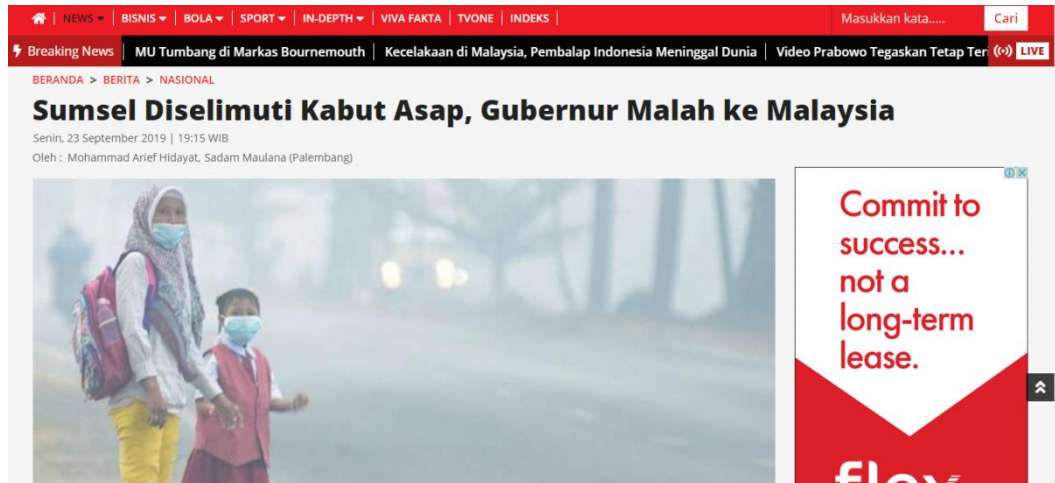 NEWS | BISNIS | BOLA | SPORT | IN-DEPTH | VIVA FAKTA | TVONE | INDEKS |
Masukkan kata..... Cari
Breaking News | MU Tumbang di Markas Bournemouth | Kecelakaan di Malaysia, Pembalap Indonesia Meninggal Dunia | Video Prabowo Tegaskan Tetap Ter LIVE
BERANDA > BERITA > NASIONAL
Sumsel Diselimuti Kabut Asap, Gubernur Malah ke Malaysia
Senin, 23 September 2019 | 19:15 WIB
Oleh : Mohammad Arief Hidayat, Sadam Maulana (Palembang)
Commit to
success...
not a
long-term
lease.
flex